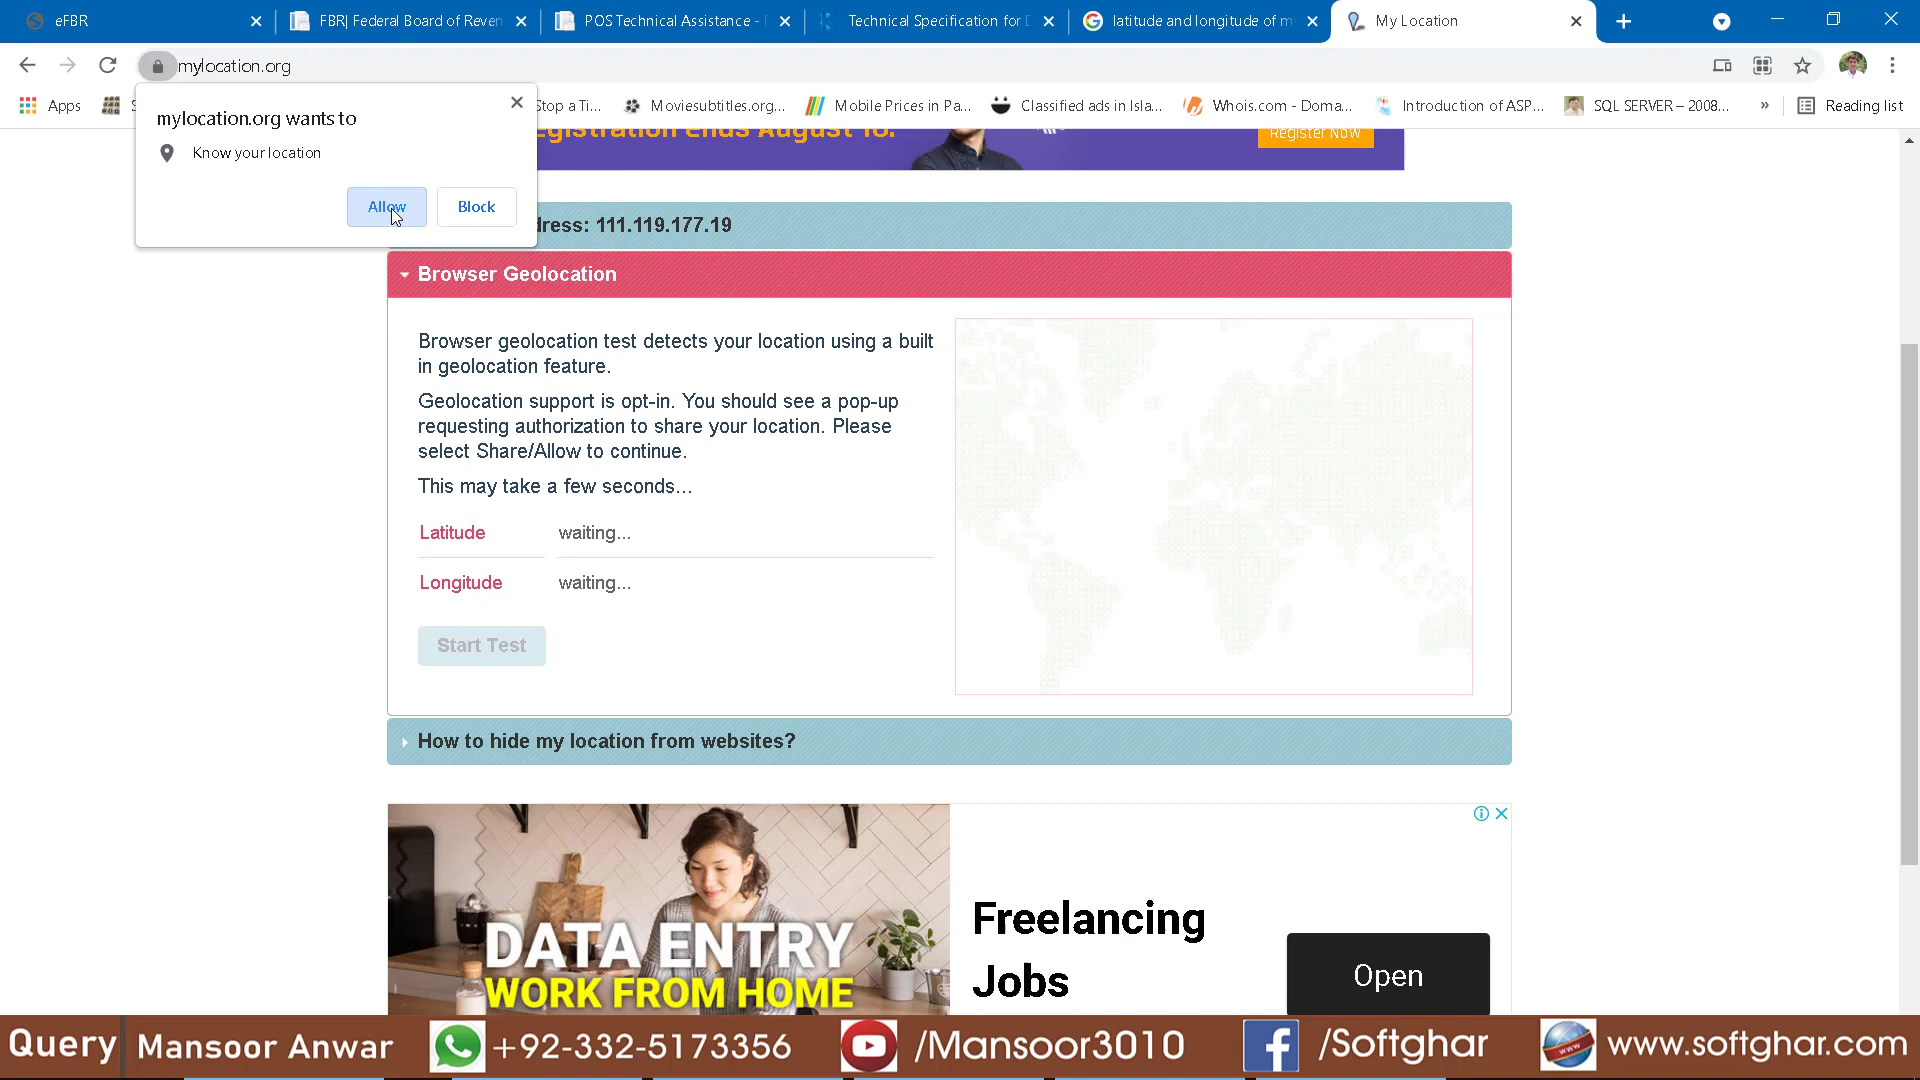 eFBR
FBR| Federal Board of Reven
POS Technical Assistance -
Technical Specification for
latitude and longitude of m
My Location
mylocation.org
Apps
Stop a Ti...
Moviesubtitles.org...
Mobile Prices in Pa...
Classified ads in Isla...
Whois.com - Doma...
Introduction of ASP...
SQL SERVER – 2008...
»
Reading list
mylocation.org wants to
Know your location
Allow
Block
egistration Ends August 16.
Register Now
dress: 111.119.177.19
Browser Geolocation
Browser geolocation test detects your location using a built
in geolocation feature.
Geolocation support is opt-in. You should see a pop-up
requesting authorization to share your location. Please
select Share/Allow to continue.
This may take a few seconds...
Latitude waiting...
Longitude waiting...
Start Test
How to hide my location from websites?
DATA ENTRY
WORK FROM HOME
Freelancing
Jobs
Open
Query Mansoor Anwar +92-332-5173356 /Mansoor3010 /Softghar www.softghar.com